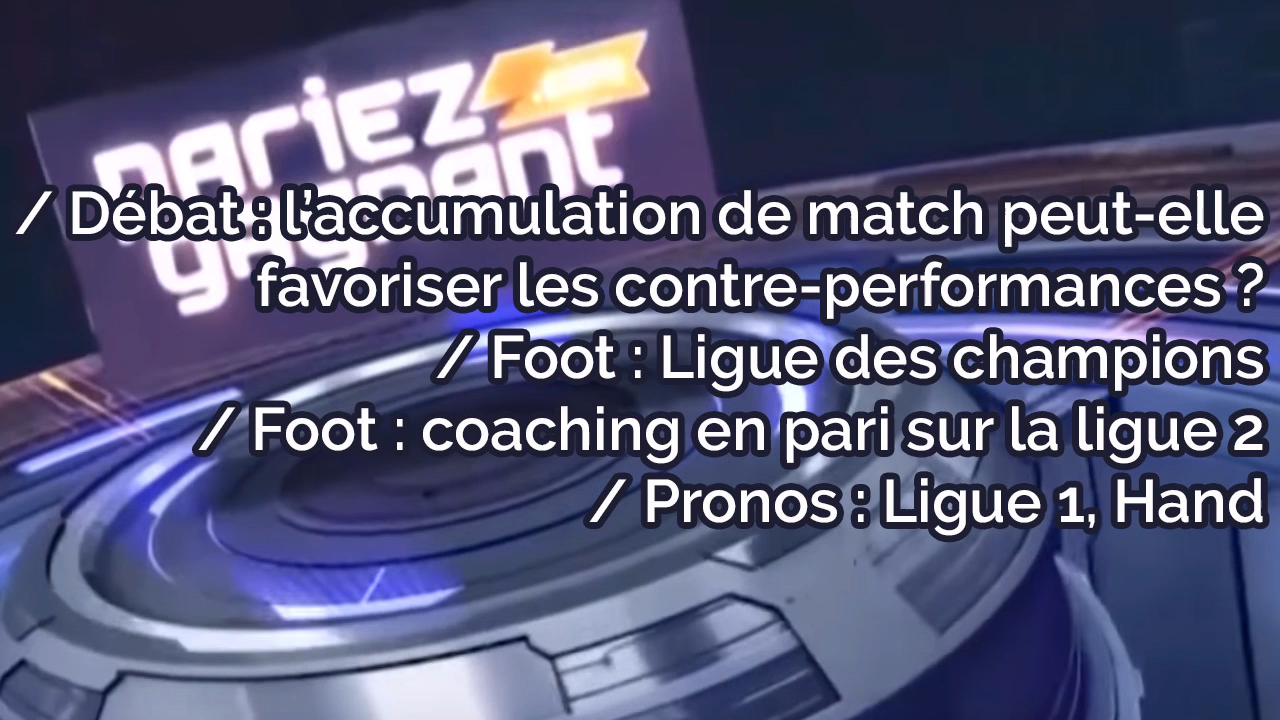 pariez
gagnant
/ Débat : l’accumulation de match peut-elle
favoriser les contre-performances ?
/ Foot : Ligue des champions
/ Foot : coaching en pari sur la ligue 2
/ Pronos : Ligue 1, Hand